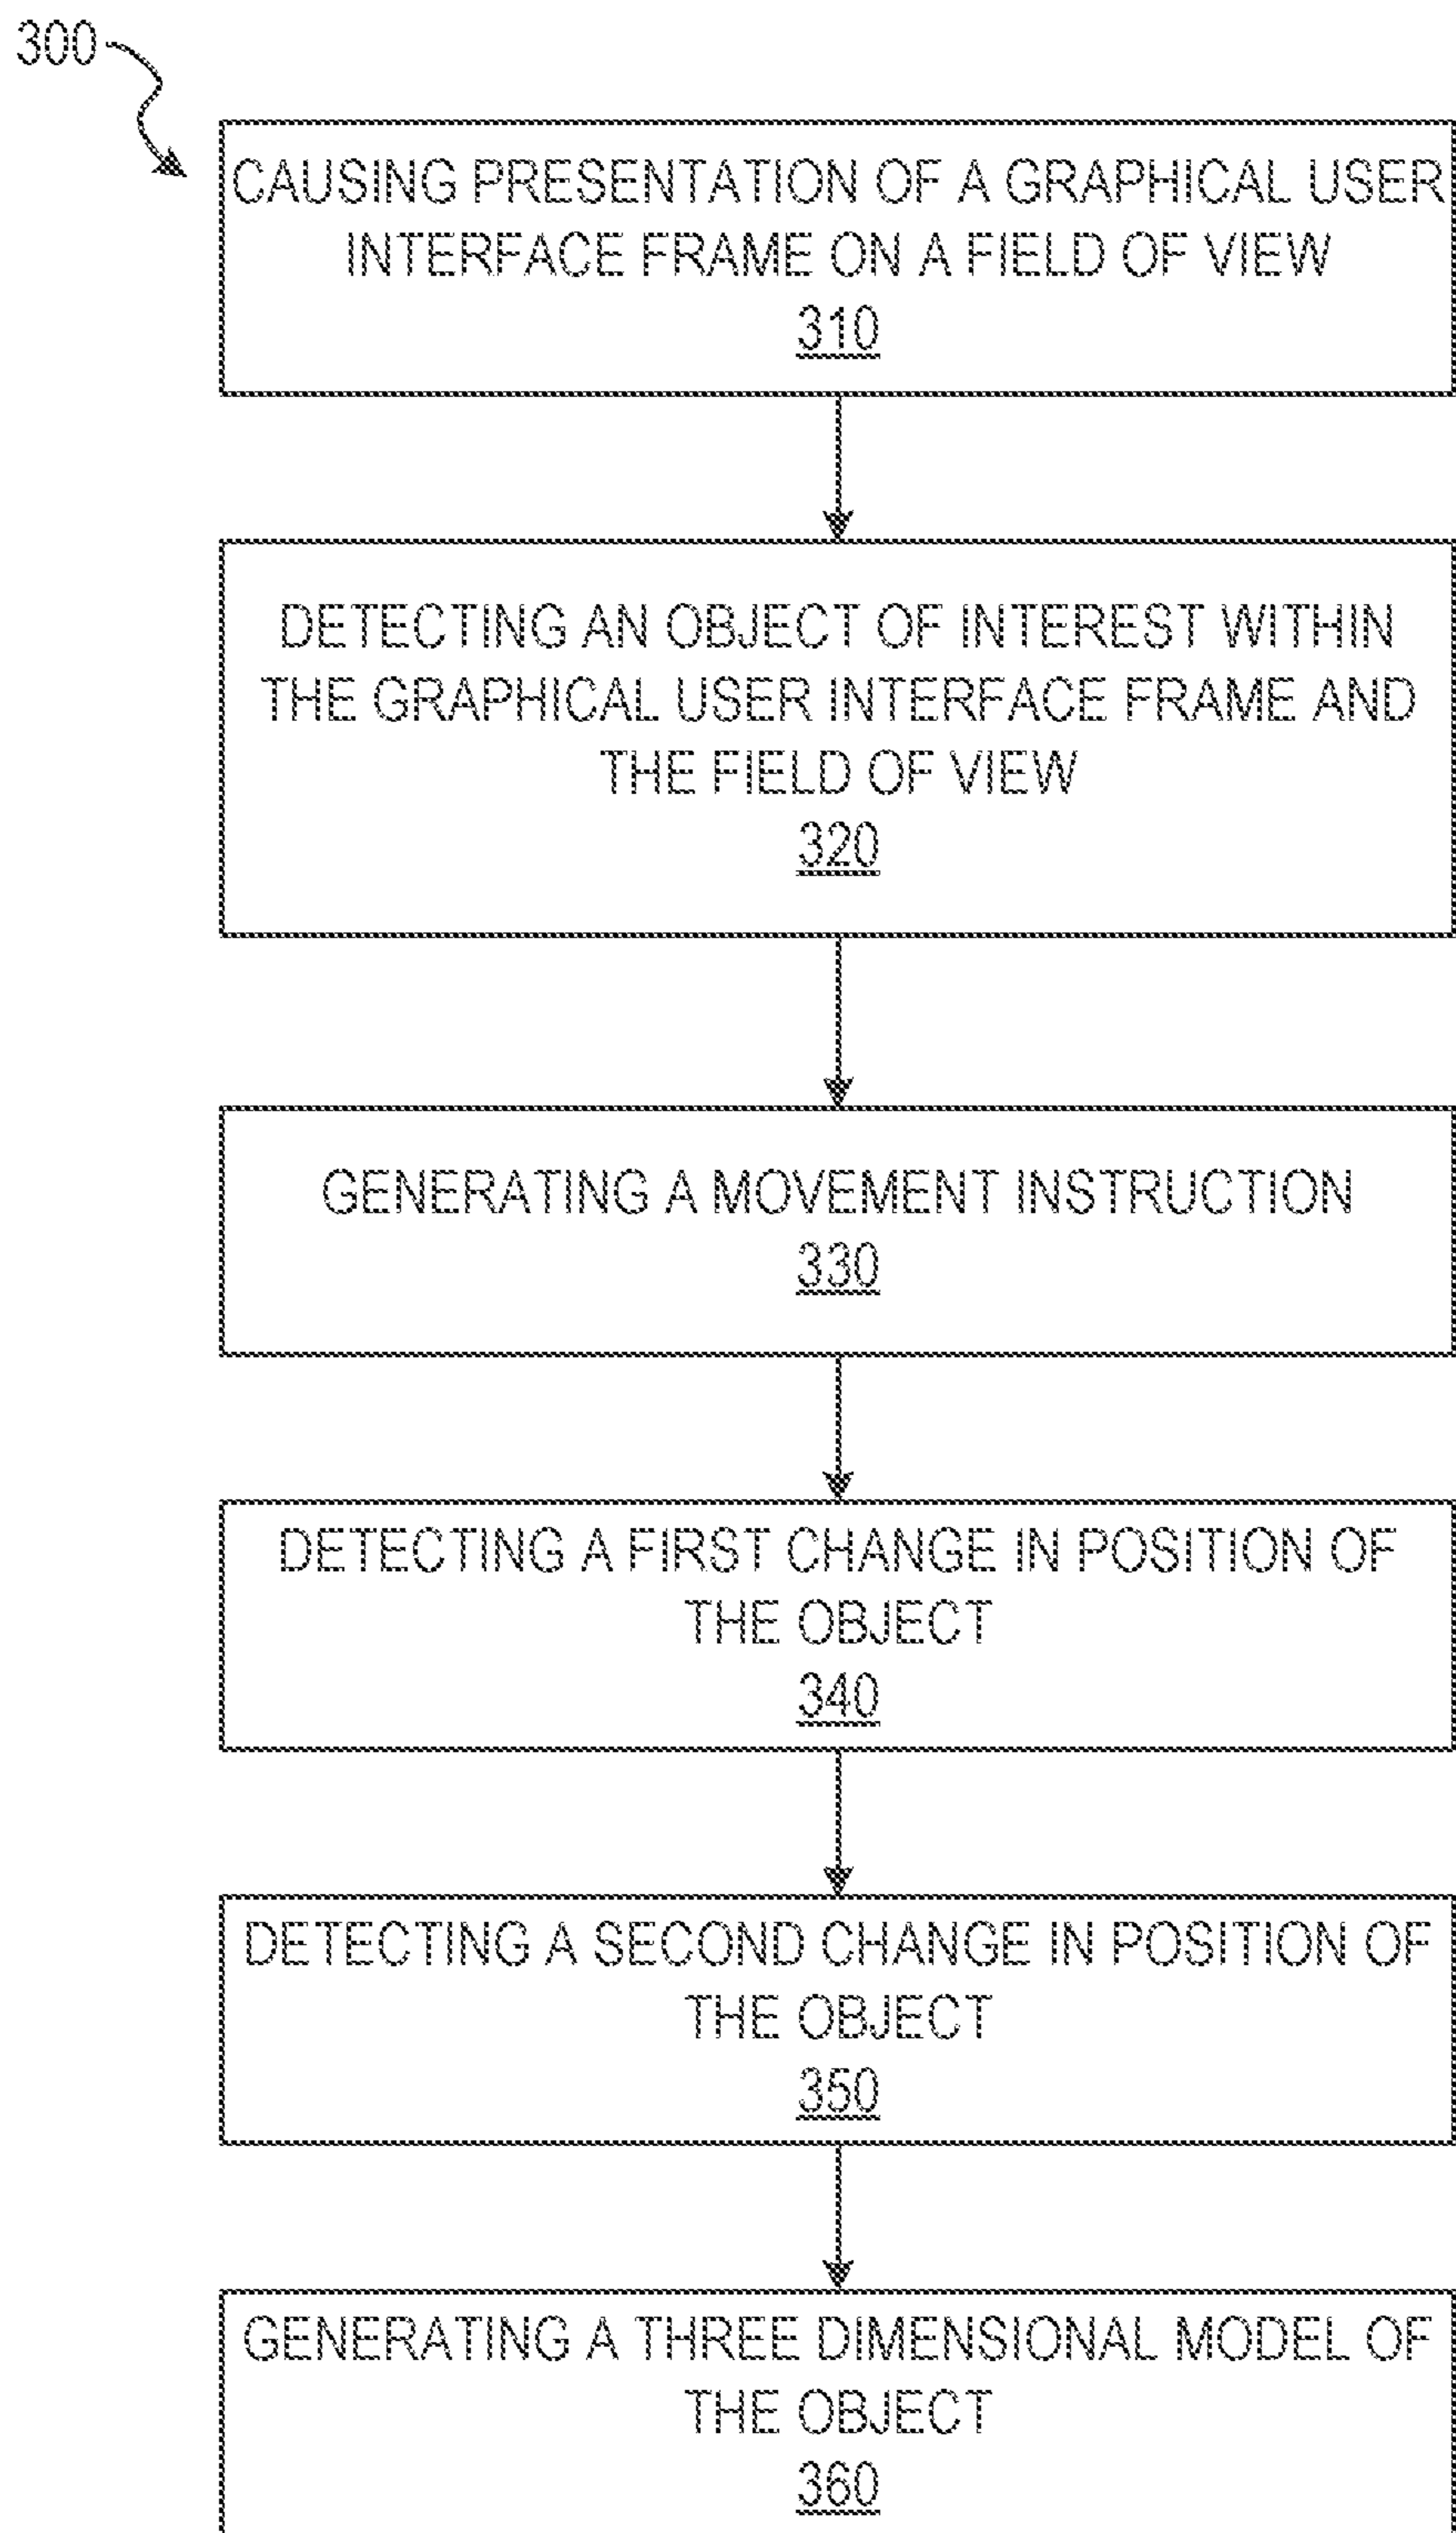 300
CAUSING PRESENTATION OF A GRAPHICAL USER
INTERFACE FRAME ON A FIELD OF VIEW
310
DETECTING AN OBJECT OF INTEREST WITHIN
THE GRAPHICAL USER INTERFACE FRAME AND
THE FIELD OF VIEW
320
GENERATING A MOVEMENT INSTRUCTION
330
DETECTING A FIRST CHANGE IN POSITION OF
THE OBJECT
340
DETECTING A SECOND CHANGE IN POSITION OF
THE OBJECT
350
GENERATING A THREE DIMENSIONAL MODEL OF
THE OBJECT
360